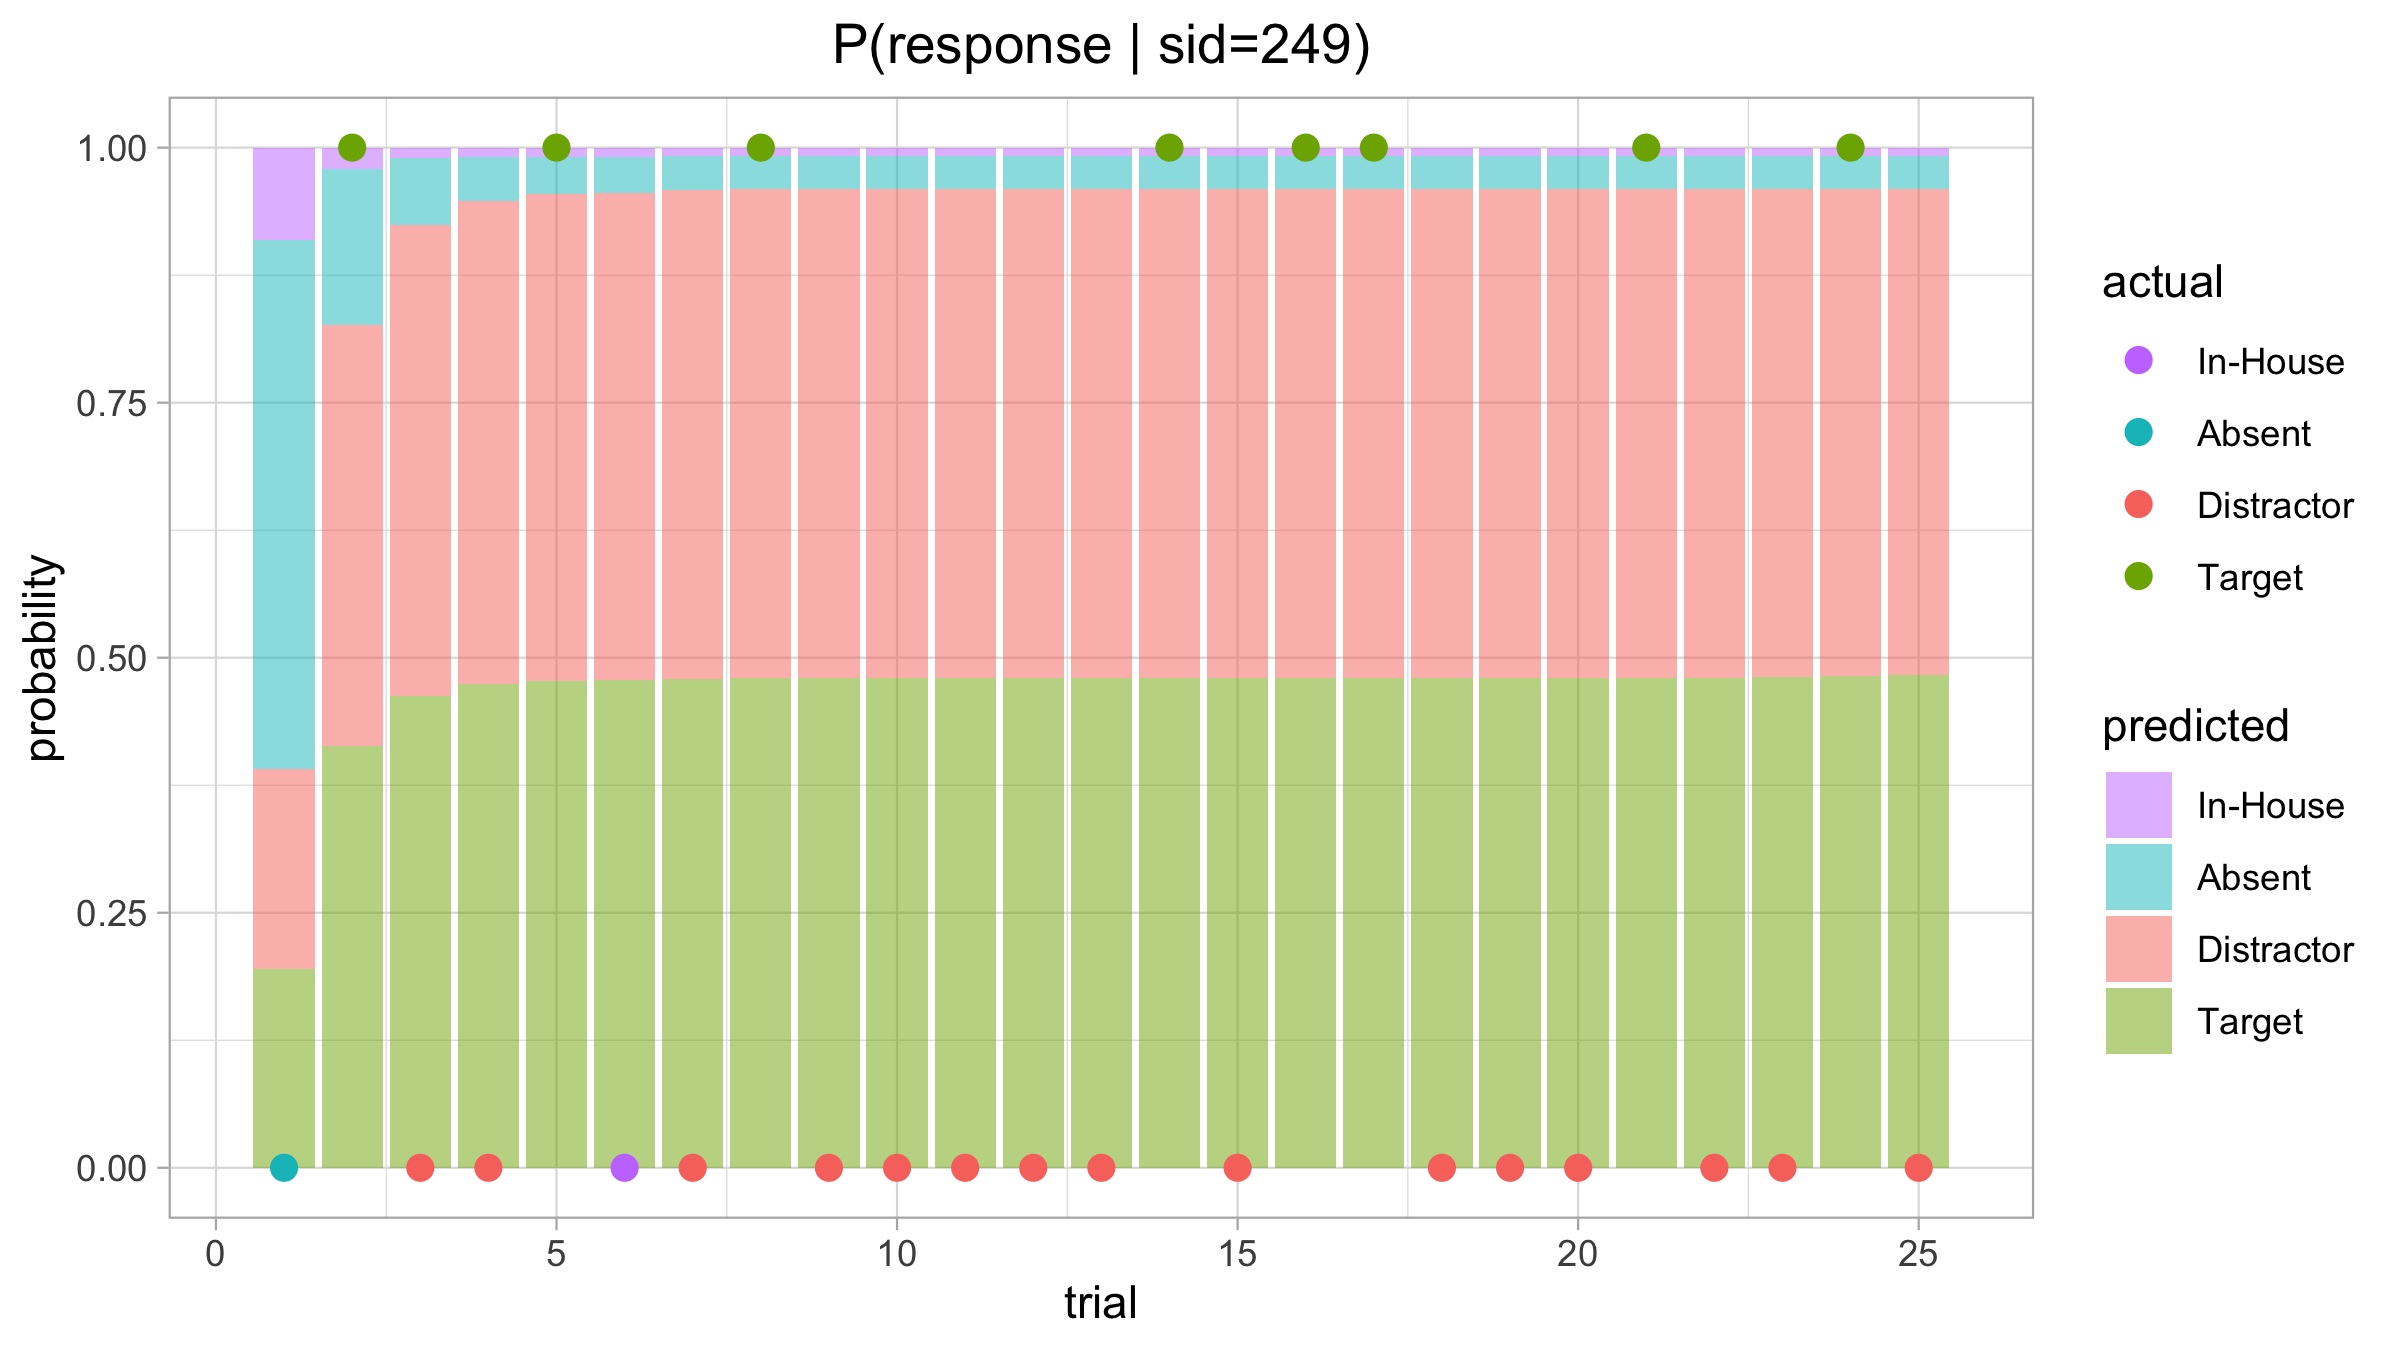 P(response | sid=249)
1.00
0.75
0.50
0.25
0.00
probability
0 5 10 15 20 25
trial
actual
In-House
Absent
Distractor
Target
predicted
In-House
Absent
Distractor
Target